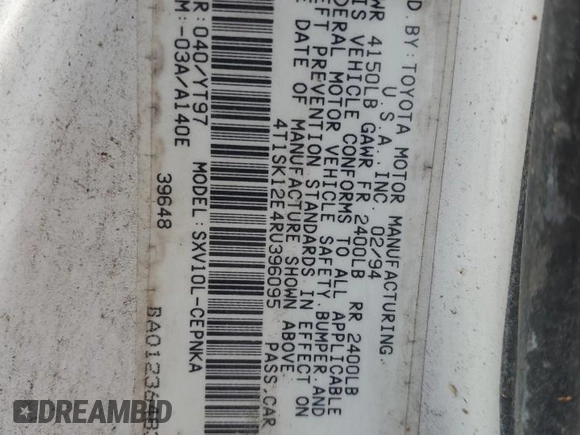 D. BY: TOYOTA MOTOR MANUFACTURING,
U.S.A., INC. 02/94
WR 4150LB GAWR FR 2400LB RR 2400LB
IS VEHICLE CONFORMS TO ALL APPLICABLE
DERAL MOTOR VEHICLE SAFETY, BUMPER, AND
EFT PREVENTION STANDARDS IN EFFECT ON
E DATE OF MANUFACTURE SHOWN ABOVE
4T1SK12E4RU396095 PASS.CAR
R: 040/YT97 MODEL: SXV10L-CEPNKA
M:-03A/A140E
39648
DREAMBID